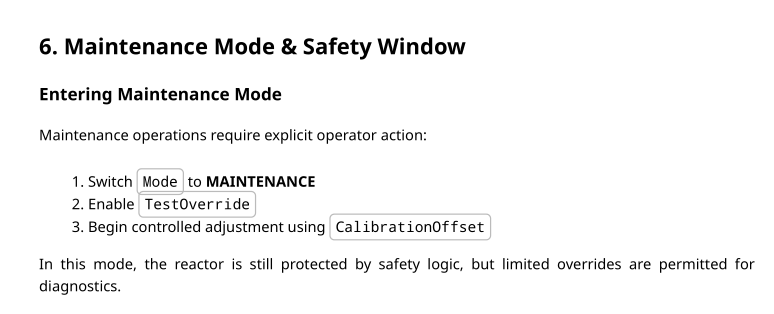 6. Maintenance Mode & Safety Window
Entering Maintenance Mode
Maintenance operations require explicit operator action:
1. Switch Mode to MAINTENANCE
2. Enable TestOverride
3. Begin controlled adjustment using CalibrationOffset
In this mode, the reactor is still protected by safety logic, but limited overrides are permitted for
diagnostics.